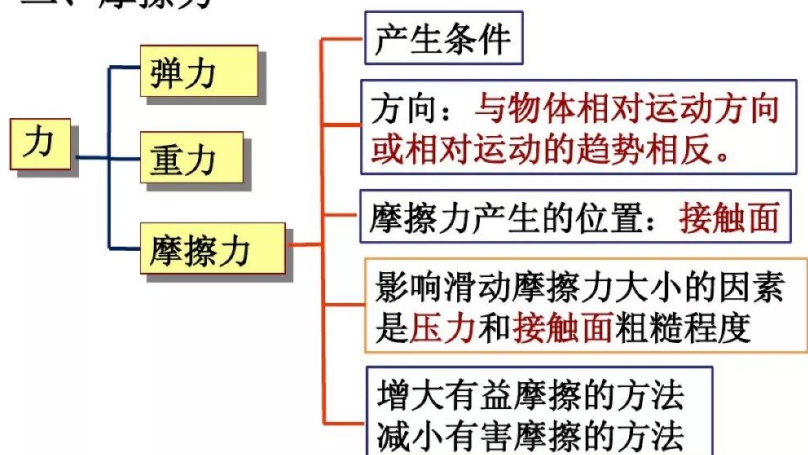 二、摩擦力
力
弹力
重力
摩擦力
产生条件
方向：与物体相对运动方向
或相对运动的趋势相反。
摩擦力产生的位置：接触面
影响滑动摩擦力大小的因素
是压力和接触面粗糙程度
增大有益摩擦的方法
减小有害摩擦的方法